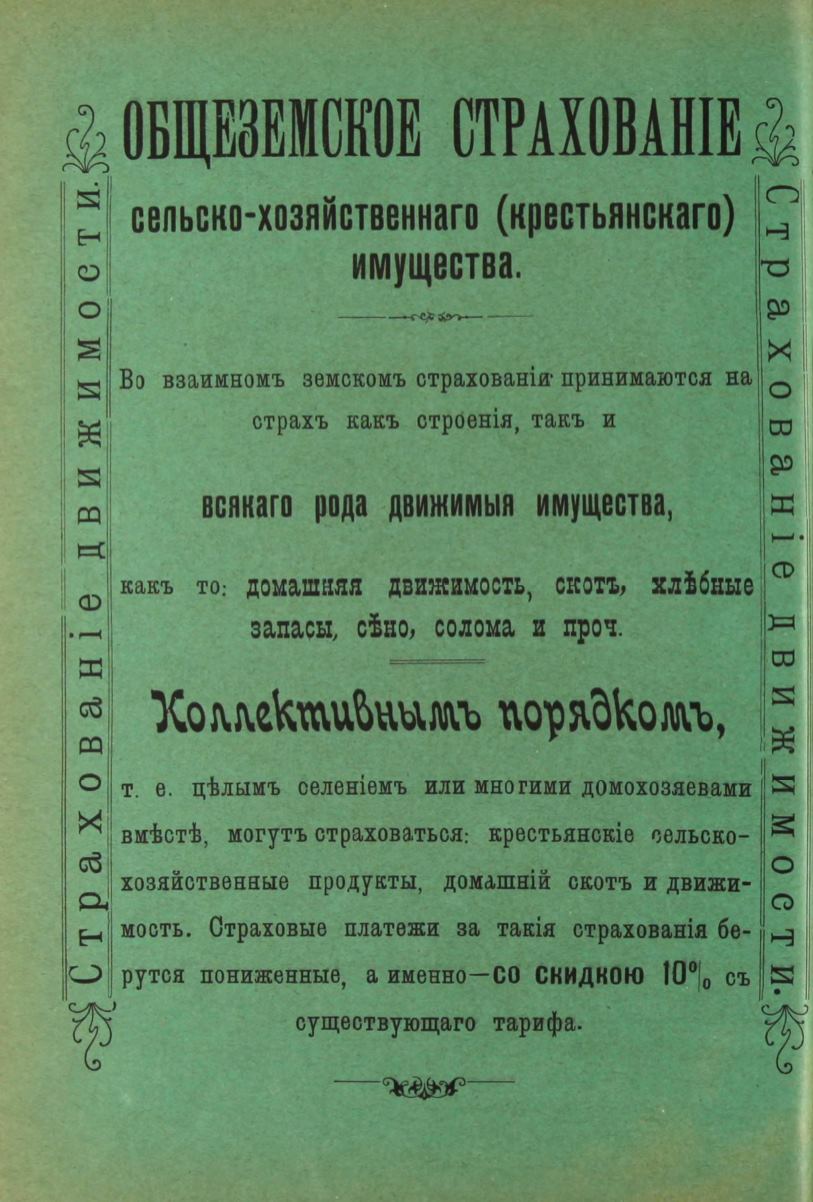 ОБЩЕЗЕМСКОЕ СТРАХОВАНІЕ
сельско-хозяйственнаго (крестьянскаго)
имущества.
Во взаимномъ земскомъ страхованіи принимаются на
страхъ какъ строенія, такъ и
всякаго рода движимыя имущества,
какъ то: домашняя движимость, скотъ, хлѣбные
запасы, сѣно, солома и проч.
Коллективнымъ порядкомъ,
т. е. цѣлымъ селеніемъ или многими домохозяевами
вмѣстѣ, могутъ страховаться: крестьянскіе сельско-
хозяйственные продукты, домашній скотъ и движи-
мость. Страховые платежи за такія страхованія бе-
рутся пониженные, а именно—СО СКИДКОЮ 10% съ
существующаго тарифа.
Страхованіе движимости.
Страхованіе движимости.